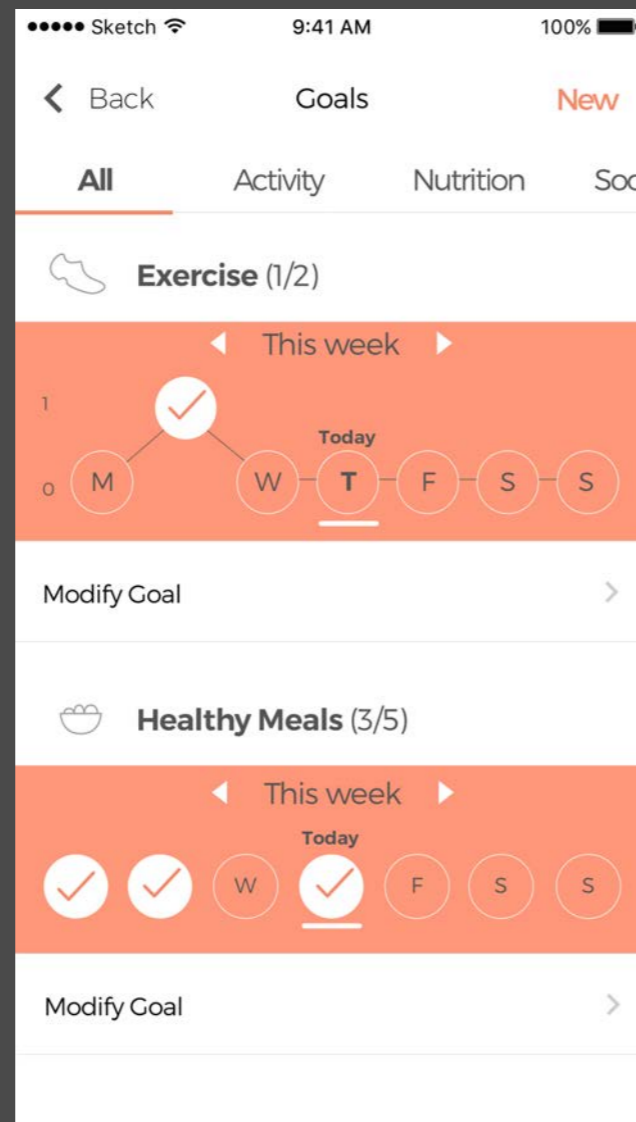 Sketch 9:41 AM 100%
Back Goals New
All Activity Nutrition Soc
Exercise (1/2)
This week
1
Today
0 M W T F S S
Modify Goal
Healthy Meals (3/5)
This week
Today
W F S S
Modify Goal